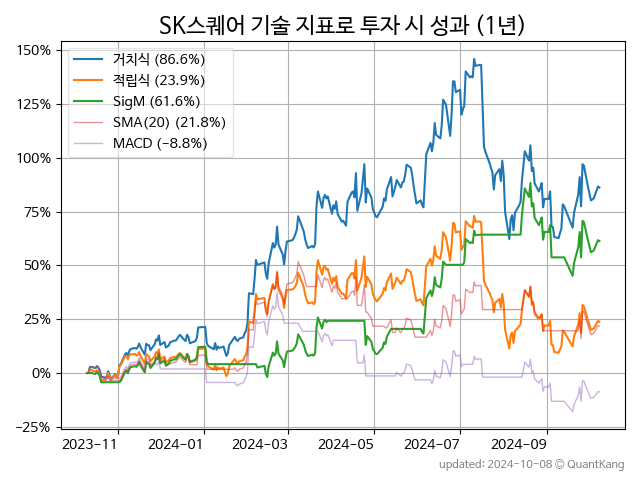 SK스퀘어 기술 지표로 투자 시 성과 (1년)
150%
125%
100%
75%
50%
25%
0%
−25%
거치식 (86.6%)
적립식 (23.9%)
SigM (61.6%)
SMA(20) (21.8%)
MACD (-8.8%)
2023-11
2024-01
2024-03
2024-05
2024-07
2024-09
updated: 2024-10-08 © QuantKang